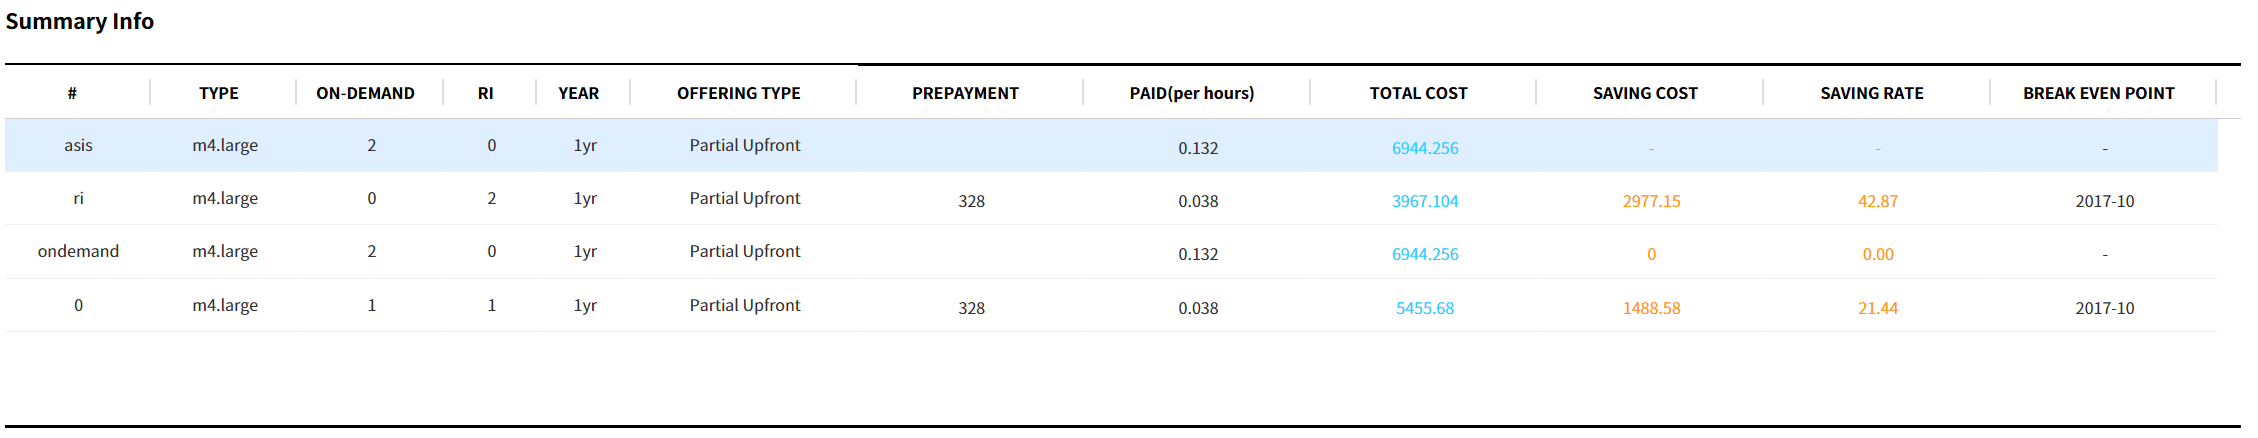 Summary Info
# TYPE ON-DEMAND RI YEAR OFFERING TYPE PREPAYMENT PAID(per hours) TOTAL COST SAVING COST SAVING RATE BREAK EVEN POINT
asis m4.large 2 0 1yr Partial Upfront 0.132 6944.256 - - -
ri m4.large 0 2 1yr Partial Upfront 328 0.038 3967.104 2977.15 42.87 2017-10
ondemand m4.large 2 0 1yr Partial Upfront 0.132 6944.256 0 0.00 -
0 m4.large 1 1 1yr Partial Upfront 328 0.038 5455.68 1488.58 21.44 2017-10